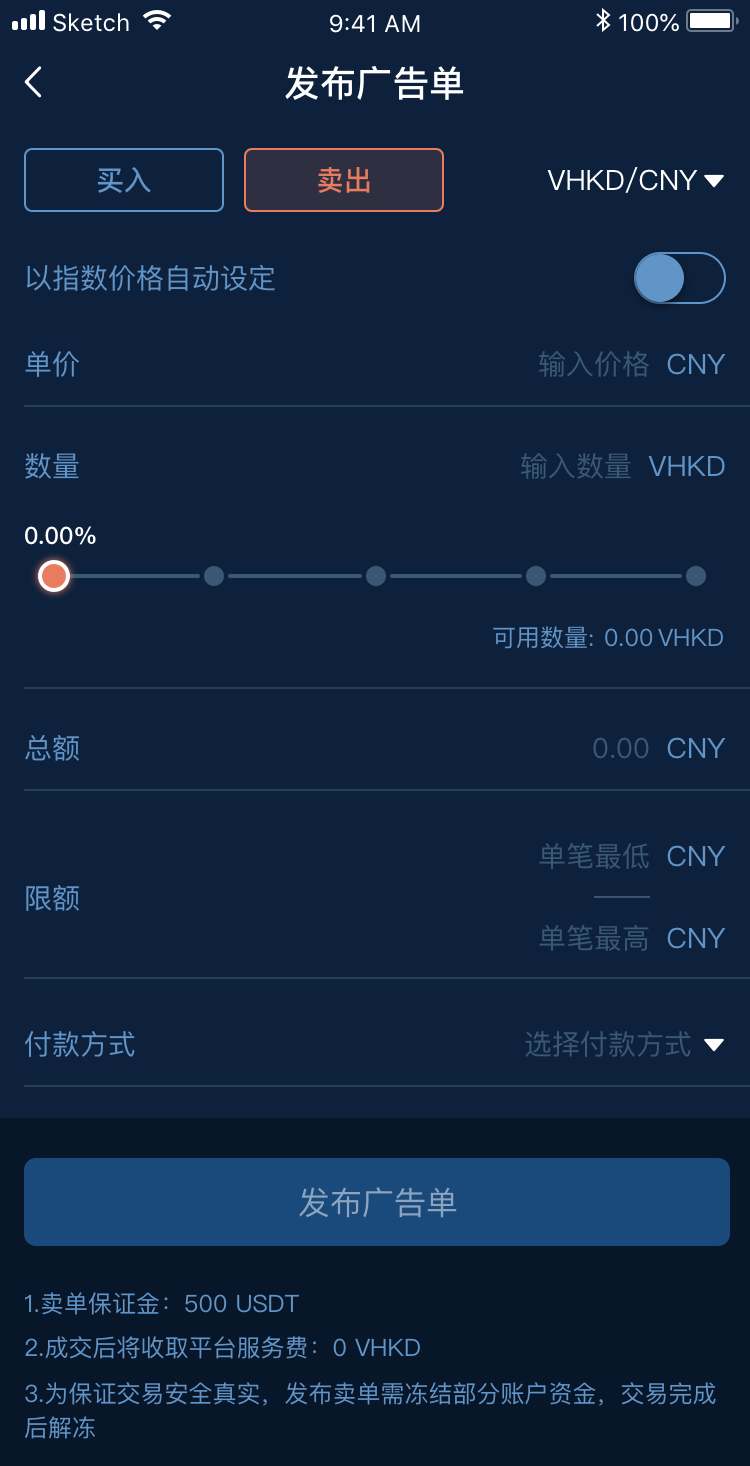 Sketch 9:41 AM 100%
发布广告单
买入 卖出 VHKD/CNY
以指数价格自动设定
单价 输入价格 CNY
数量 输入数量 VHKD
0.00%
可用数量: 0.00 VHKD
总额 0.00 CNY
单笔最低 CNY
限额
单笔最高 CNY
付款方式 选择付款方式
发布广告单
1.卖单保证金：500 USDT
2.成交后将收取平台服务费：0 VHKD
3.为保证交易安全真实，发布卖单需冻结部分账户资金，交易完成
后解冻